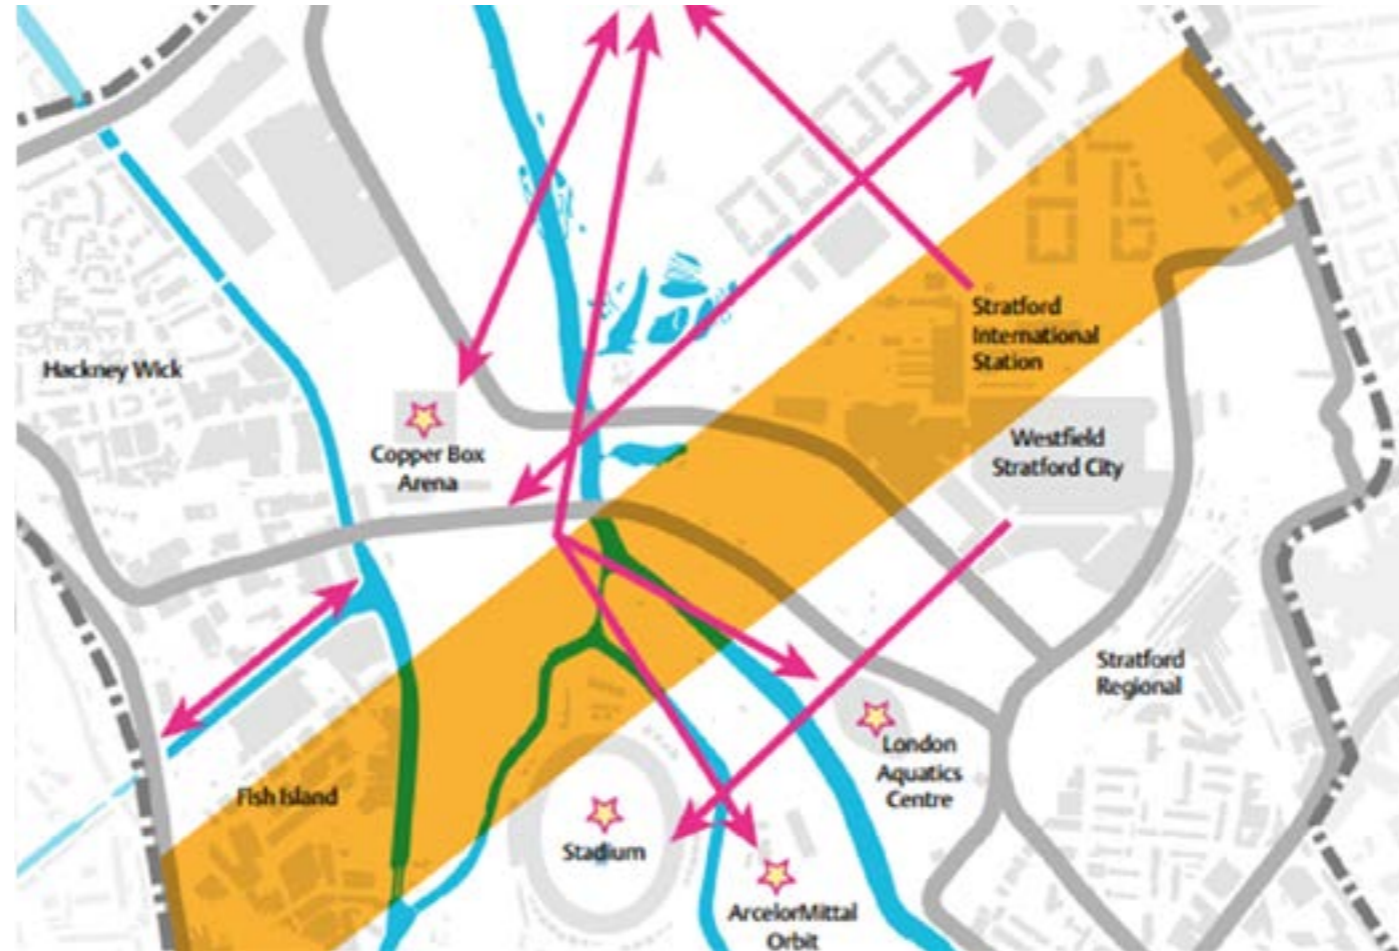 Stratford
International
Station
Hackney Wick
Westfield
Stratford City
Copper Box
Arena
Stratford
Regional
London
Aquatics
Centre
Fish Island
Stadium
ArcelorMittal
Orbit